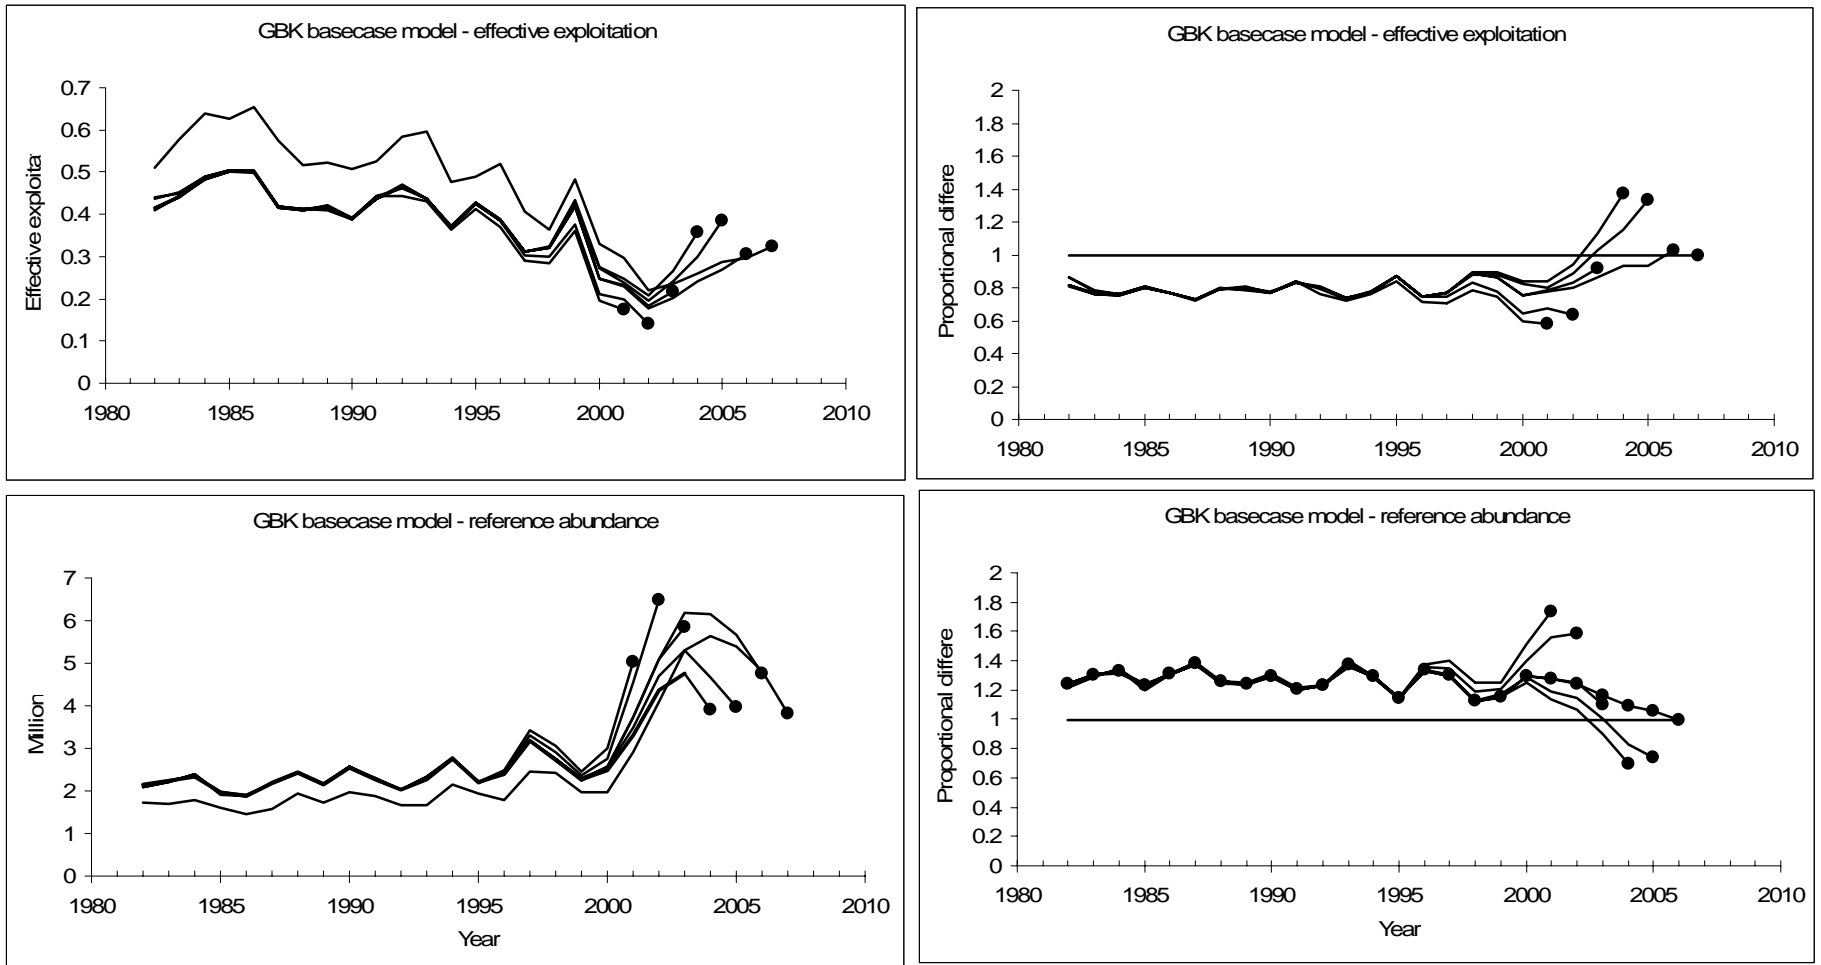 GBK basecase model - effective exploitation
Effective exploita
0.7
0.6
0.5
0.4
0.3
0.2
0.1
0
1980 1985 1990 1995 2000 2005 2010
GBK basecase model - effective exploitation
Proportional differe
2
1.8
1.6
1.4
1.2
1
0.8
0.6
0.4
0.2
0
1980 1985 1990 1995 2000 2005 2010
GBK basecase model - reference abundance
Million
7
6
5
4
3
2
1
0
1980 1985 1990 1995 2000 2005 2010
Year
GBK basecase model - reference abundance
Proportional differe
2
1.8
1.6
1.4
1.2
1
0.8
0.6
0.4
0.2
0
1980 1985 1990 1995 2000 2005 2010
Year